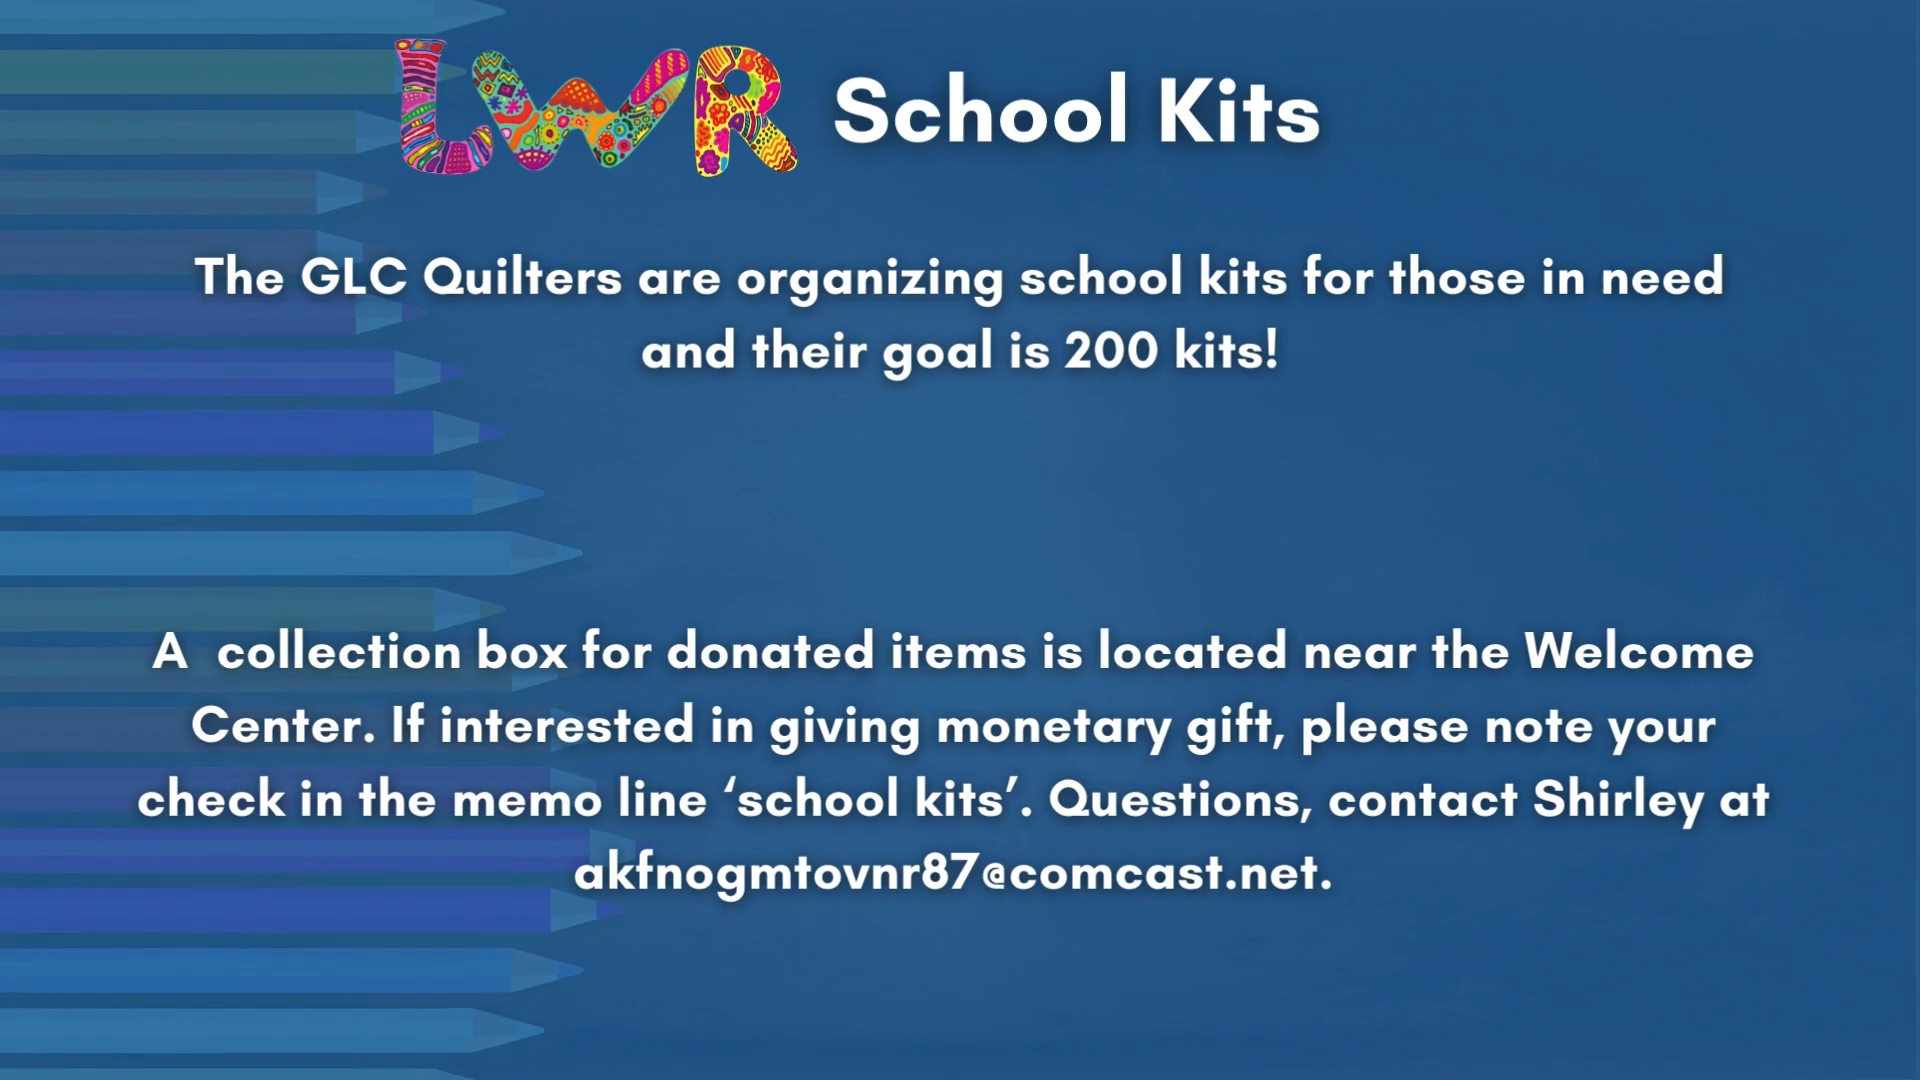 LWR School Kits
The GLC Quilters are organizing school kits for those in need
and their goal is 200 kits!
A collection box for donated items is located near the Welcome
Center. If interested in giving monetary gift, please note your
check in the memo line ‘school kits’. Questions, contact Shirley at
akfnogmtovnr87@comcast.net.